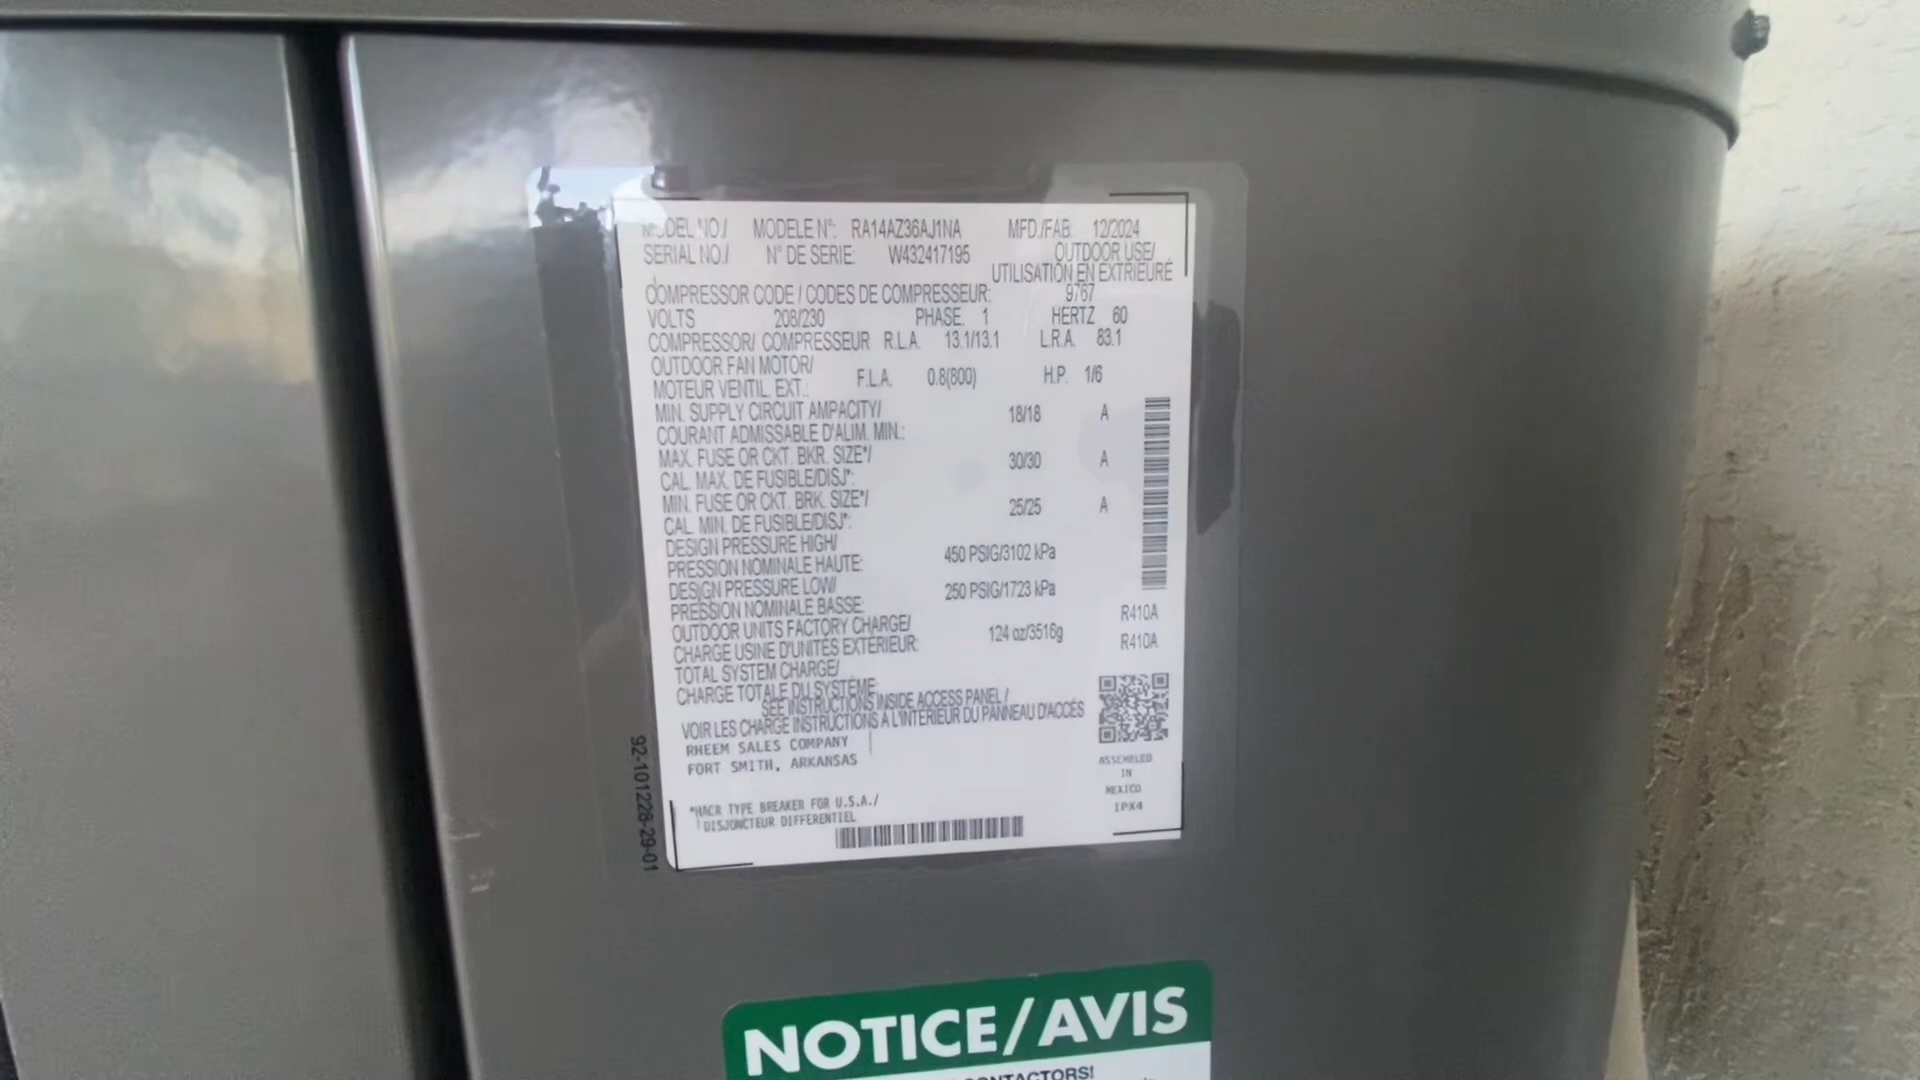 MODEL NO./ MODELE N°: RA14AZ36AJ1NA MFD./FAB: 12/2024
SERIAL NO./ N° DE SERIE: W432417195 OUTDOOR USE/
UTILISATION EN EXTRIEURE
COMPRESSOR CODE / CODES DE COMPRESSEUR: 9767
VOLTS 208/230 PHASE. 1 HERTZ 60
COMPRESSOR/ COMPRESSEUR R.L.A. 13.1/13.1 L.R.A. 83.1
OUTDOOR FAN MOTOR/
MOTEUR VENTIL. EXT.: F.L.A. 0.8(800) H.P. 1/6
MIN. SUPPLY CIRCUIT AMPACITY/ 18/18 A
COURANT ADMISSABLE D'ALIM. MIN.:
MAX. FUSE OR CKT. BKR. SIZE*/ 30/30 A
CAL. MAX. DE FUSIBLE/DISJ*:
MIN. FUSE OR CKT. BRK. SIZE*/ 25/25 A
CAL. MIN. DE FUSIBLE/DISJ*:
DESIGN PRESSURE HIGH/
PRESSION NOMINALE HAUTE: 450 PSIG/3102 kPa
DESIGN PRESSURE LOW/
PRESSION NOMINALE BASSE: 250 PSIG/1723 kPa
OUTDOOR UNITS FACTORY CHARGE/ R410A
CHARGE USINE D'UNITÉS EXTÉRIEUR: 124 oz/3516g R410A
TOTAL SYSTEM CHARGE/
CHARGE TOTALE DU SYSTÈME:
SEE INSTRUCTIONS INSIDE ACCESS PANEL /
VOIR LES CHARGE INSTRUCTIONS A L'INTÉRIEUR DU PANNEAU D'ACCÈS
RHEEM SALES COMPANY
FORT SMITH, ARKANSAS
ASSEMBLED
IN
MEXICO
IPX4
*HACR TYPE BREAKER FOR U.S.A./
DISJONCTEUR DIFFERENTIEL
92-101228-29-01
NOTICE/AVIS
CONTACTORS!